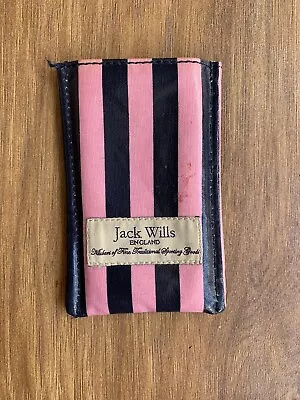 Jack Wills
ENGLAND
Makers of Fine Traditional Sporting Goods